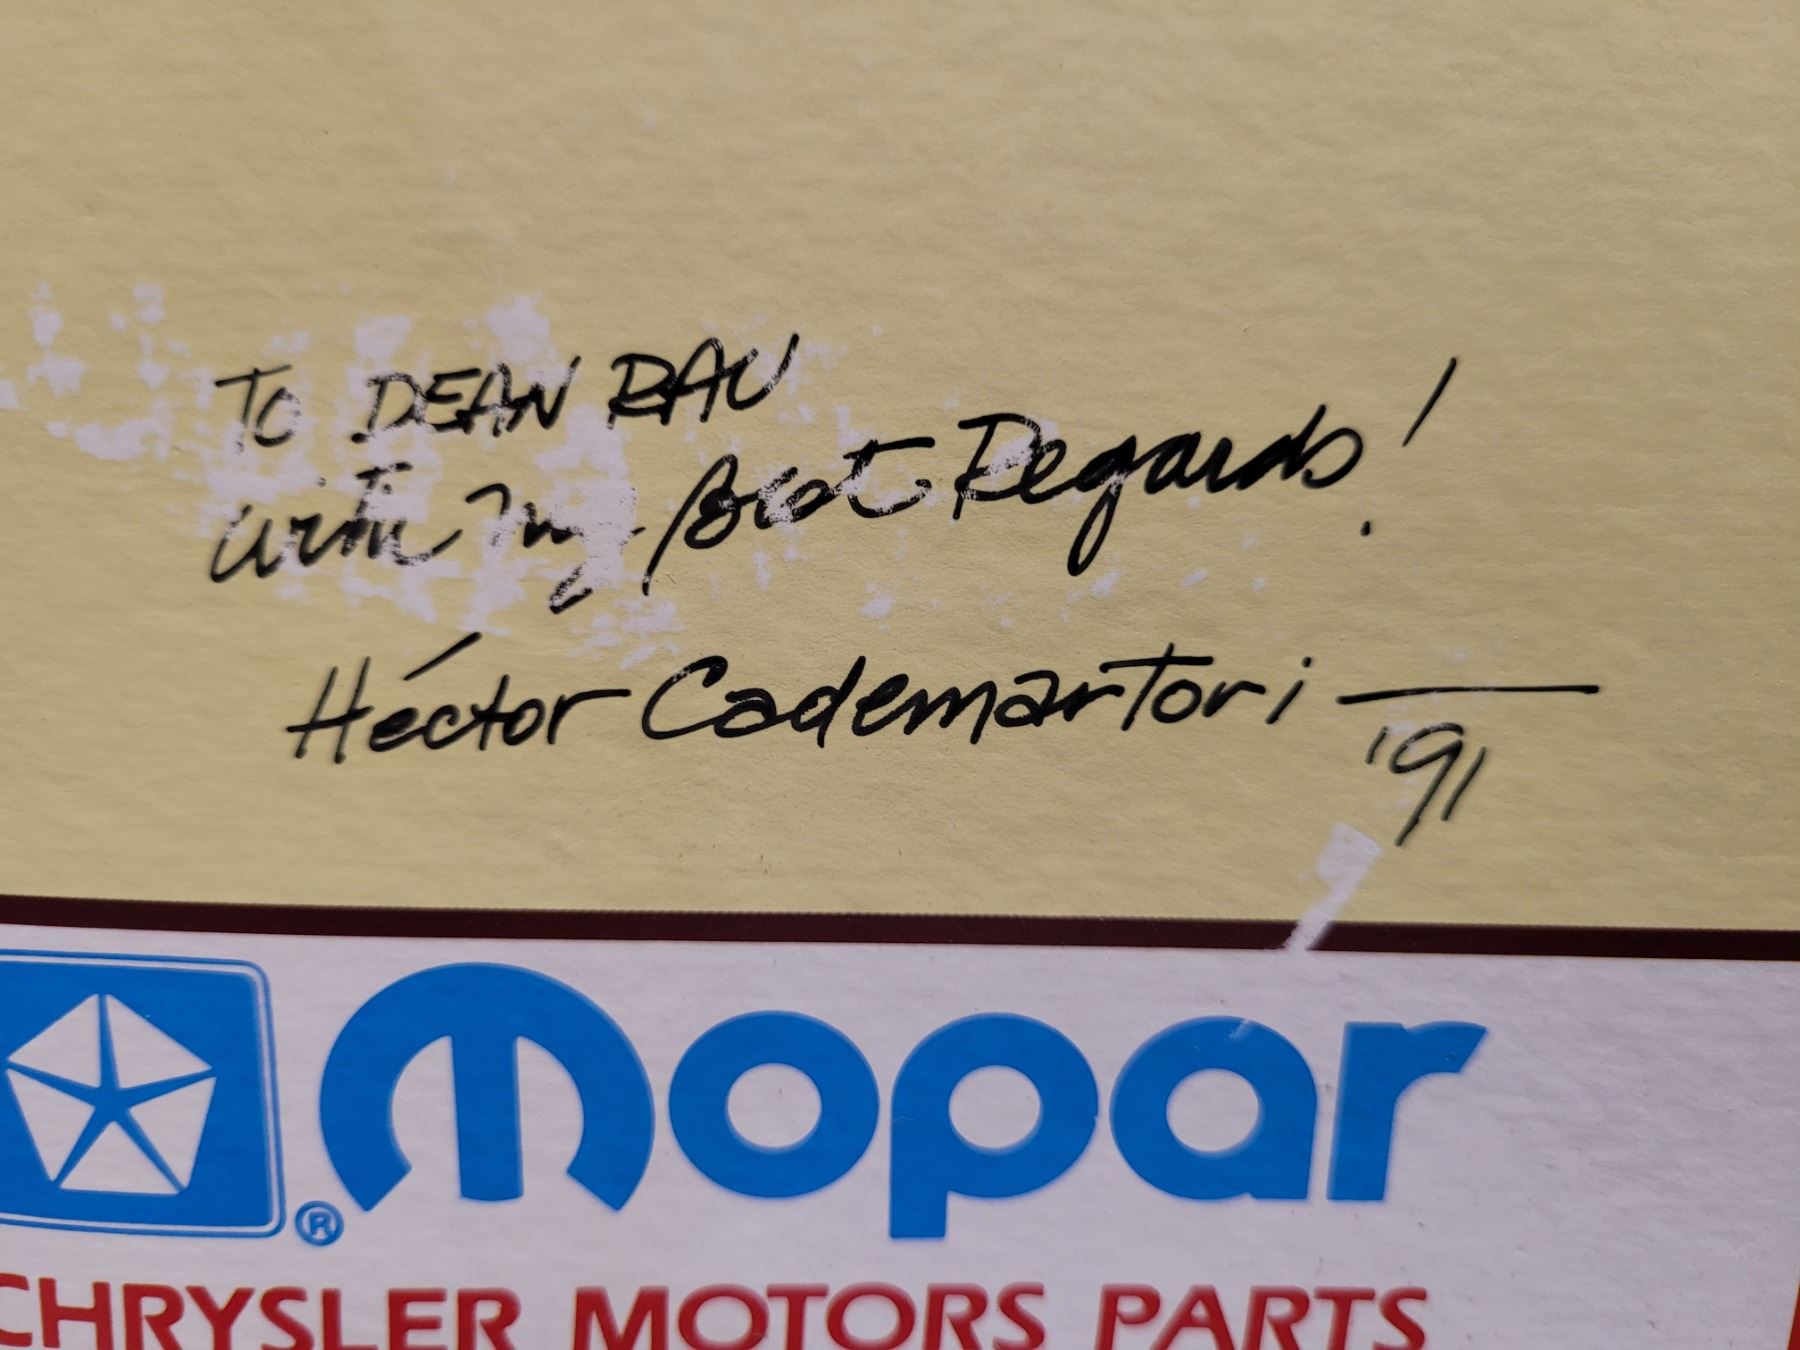 To DEAN RAU
with my Best Regards!
Héctor Cademartori
'91
Mopar
®
CHRYSLER MOTORS PARTS